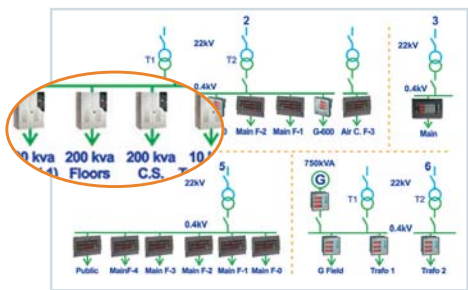 2
3
22kV
22kV
T1
T2
0.4kV
0.4kV
Main F-2
Main F-1
G-600
Air C. F-3
Main
kva
200 kva
200 kva
10
Floors
C.S.
5
6
22kV
750kVA
G
T1
22kV
T2
0.4kV
0.4kV
Public
MainF-4
Main F-3
Main F-2
Main F-1
Main F-0
G Field
Trafo 1
Trafo 2